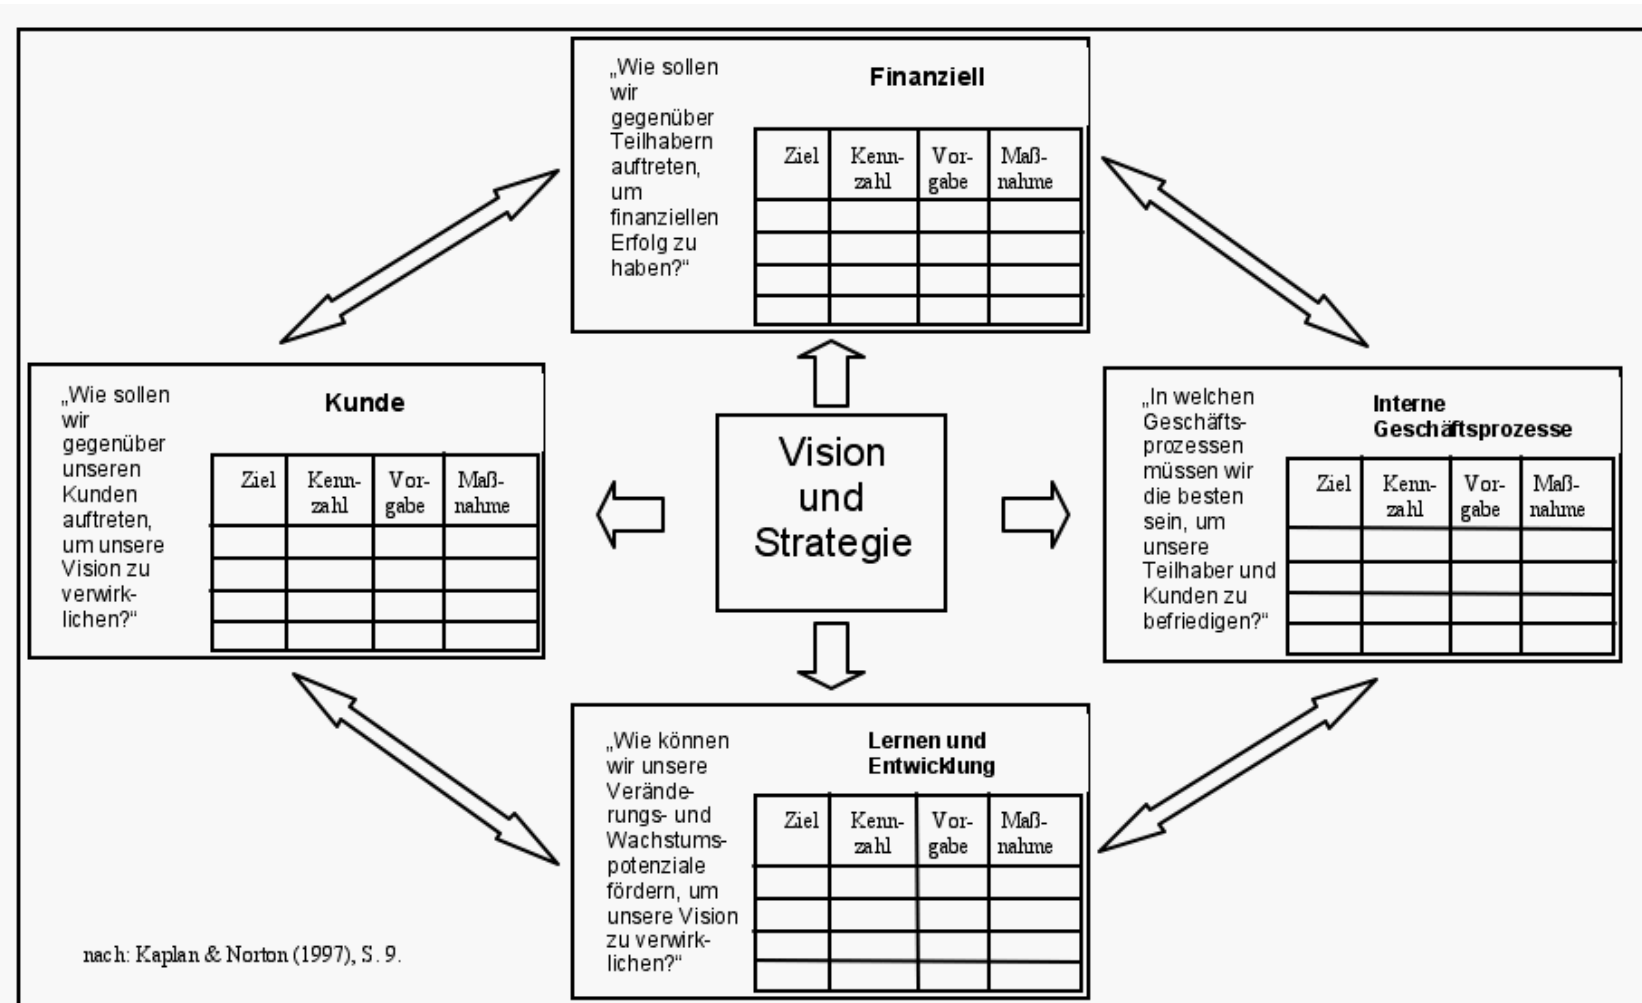 „Wie sollen
wir
gegenüber
Teilhabern
auftreten,
um
finanziellen
Erfolg zu
haben?“
Finanziell
Ziel Kenn- Vor- Maß-
zahl gabe nahme
„Wie sollen
wir
gegenüber
unseren
Kunden
auftreten,
um unsere
Vision zu
verwirk-
lichen?“
Kunde
Ziel Kenn- Vor- Maß-
zahl gabe nahme
Vision
und
Strategie
„In welchen
Geschäfts-
prozessen
müssen wir
die besten
sein, um
unsere
Teilhaber und
Kunden zu
befriedigen?“
Interne
Geschäftsprozesse
Ziel Kenn- Vor- Maß-
zahl gabe nahme
„Wie können
wir unsere
Verände-
rungs- und
Wachstums-
potenziale
fördern, um
unsere Vision
zu verwirk-
lichen?“
Lernen und
Entwicklung
Ziel Kenn- Vor- Maß-
zahl gabe nahme
nach: Kaplan & Norton (1997), S. 9.